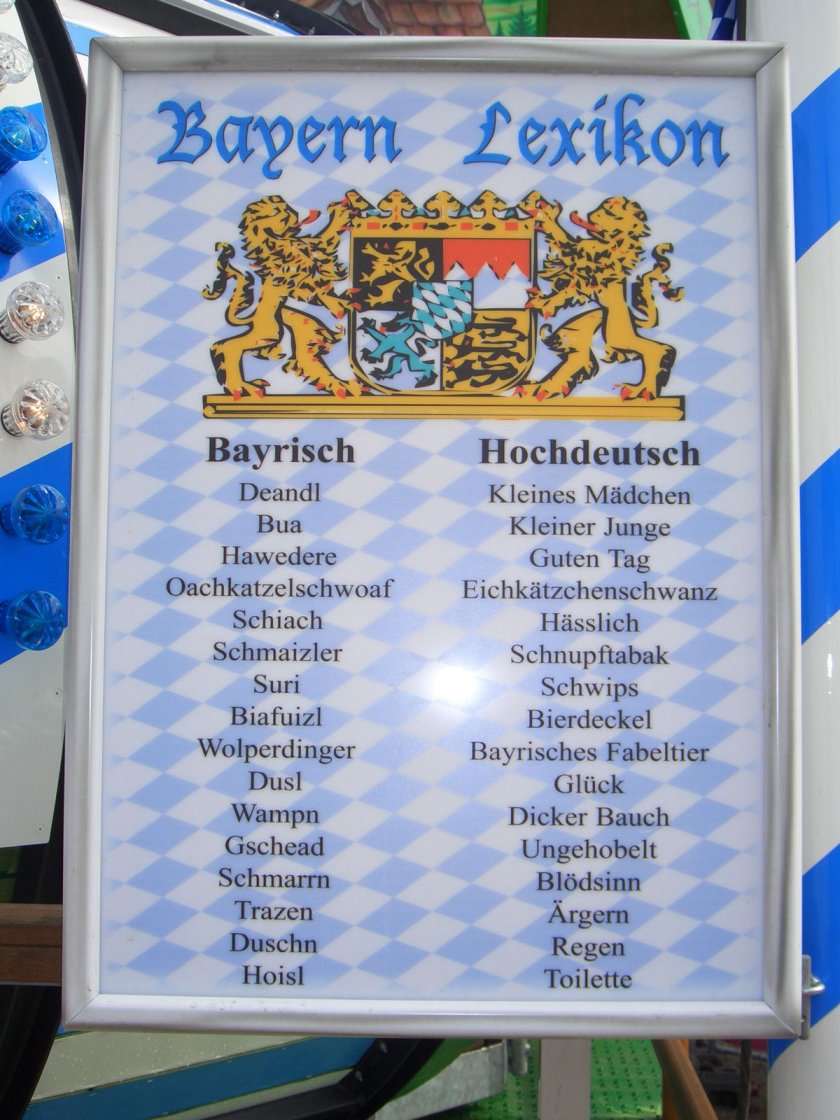 Bayern Lexikon
Bayrisch Hochdeutsch
Deandl Kleines Mädchen
Bua Kleiner Junge
Hawedere Guten Tag
Oachkatzelschwoaf Eichkätzchenschwanz
Schiach Hässlich
Schmaizler Schnupftabak
Suri Schwips
Biafuizl Bierdeckel
Wolperdinger Bayrisches Fabeltier
Dusl Glück
Wampn Dicker Bauch
Gschead Ungehobelt
Schmarrn Blödsinn
Trazen Ärgern
Duschn Regen
Hoisl Toilette